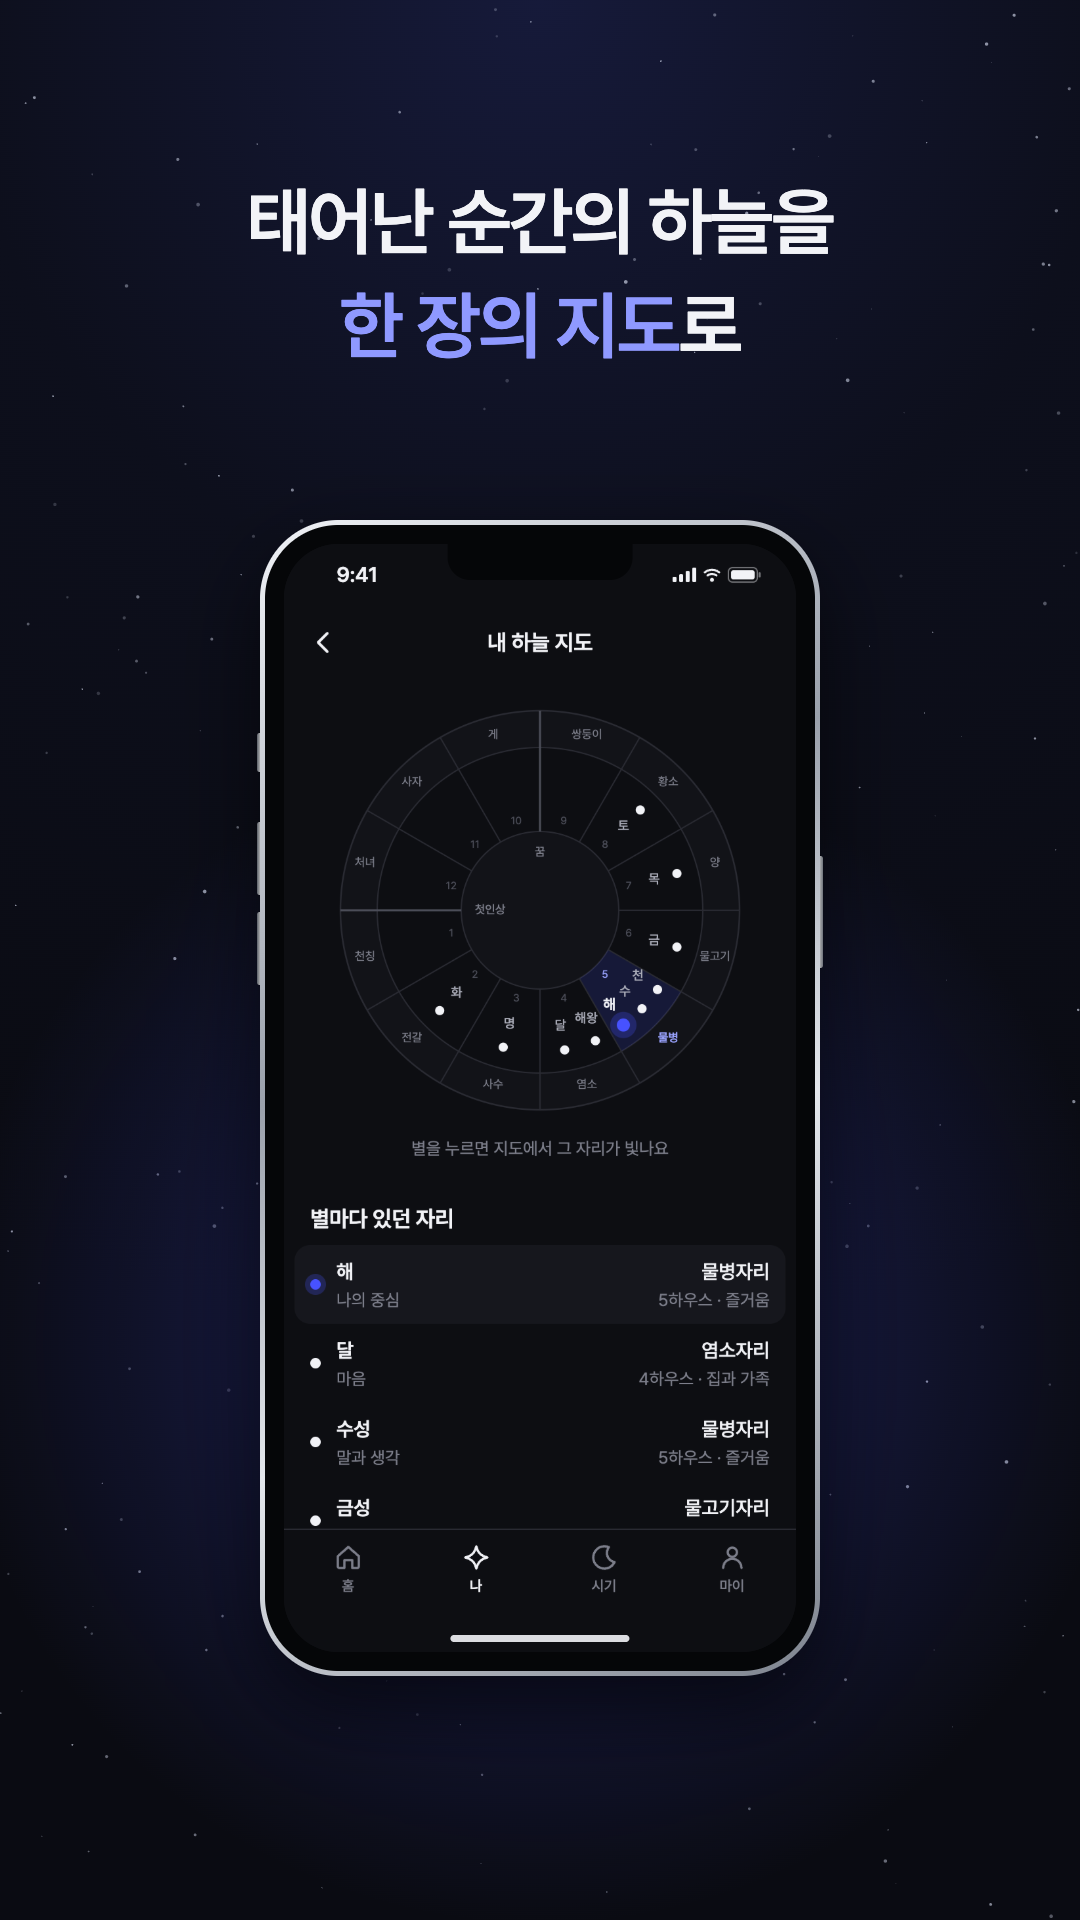 태어난 순간의 하늘을
한 장의 지도로
9:41
내 하늘 지도
게
쌍둥이
사자
황소
10
9
토
11
8
꿈
처녀
양
12
7
목
첫인상
1
6
금
천칭
물고기
2
5
천
화
수
3
4
해
명
달
해왕
전갈
물병
사수
염소
별을 누르면 지도에서 그 자리가 빛나요
별마다 있던 자리
해
물병자리
나의 중심
5하우스 · 즐거움
달
염소자리
마음
4하우스 · 집과 가족
수성
물병자리
말과 생각
5하우스 · 즐거움
금성
물고기자리
홈
나
시기
마이